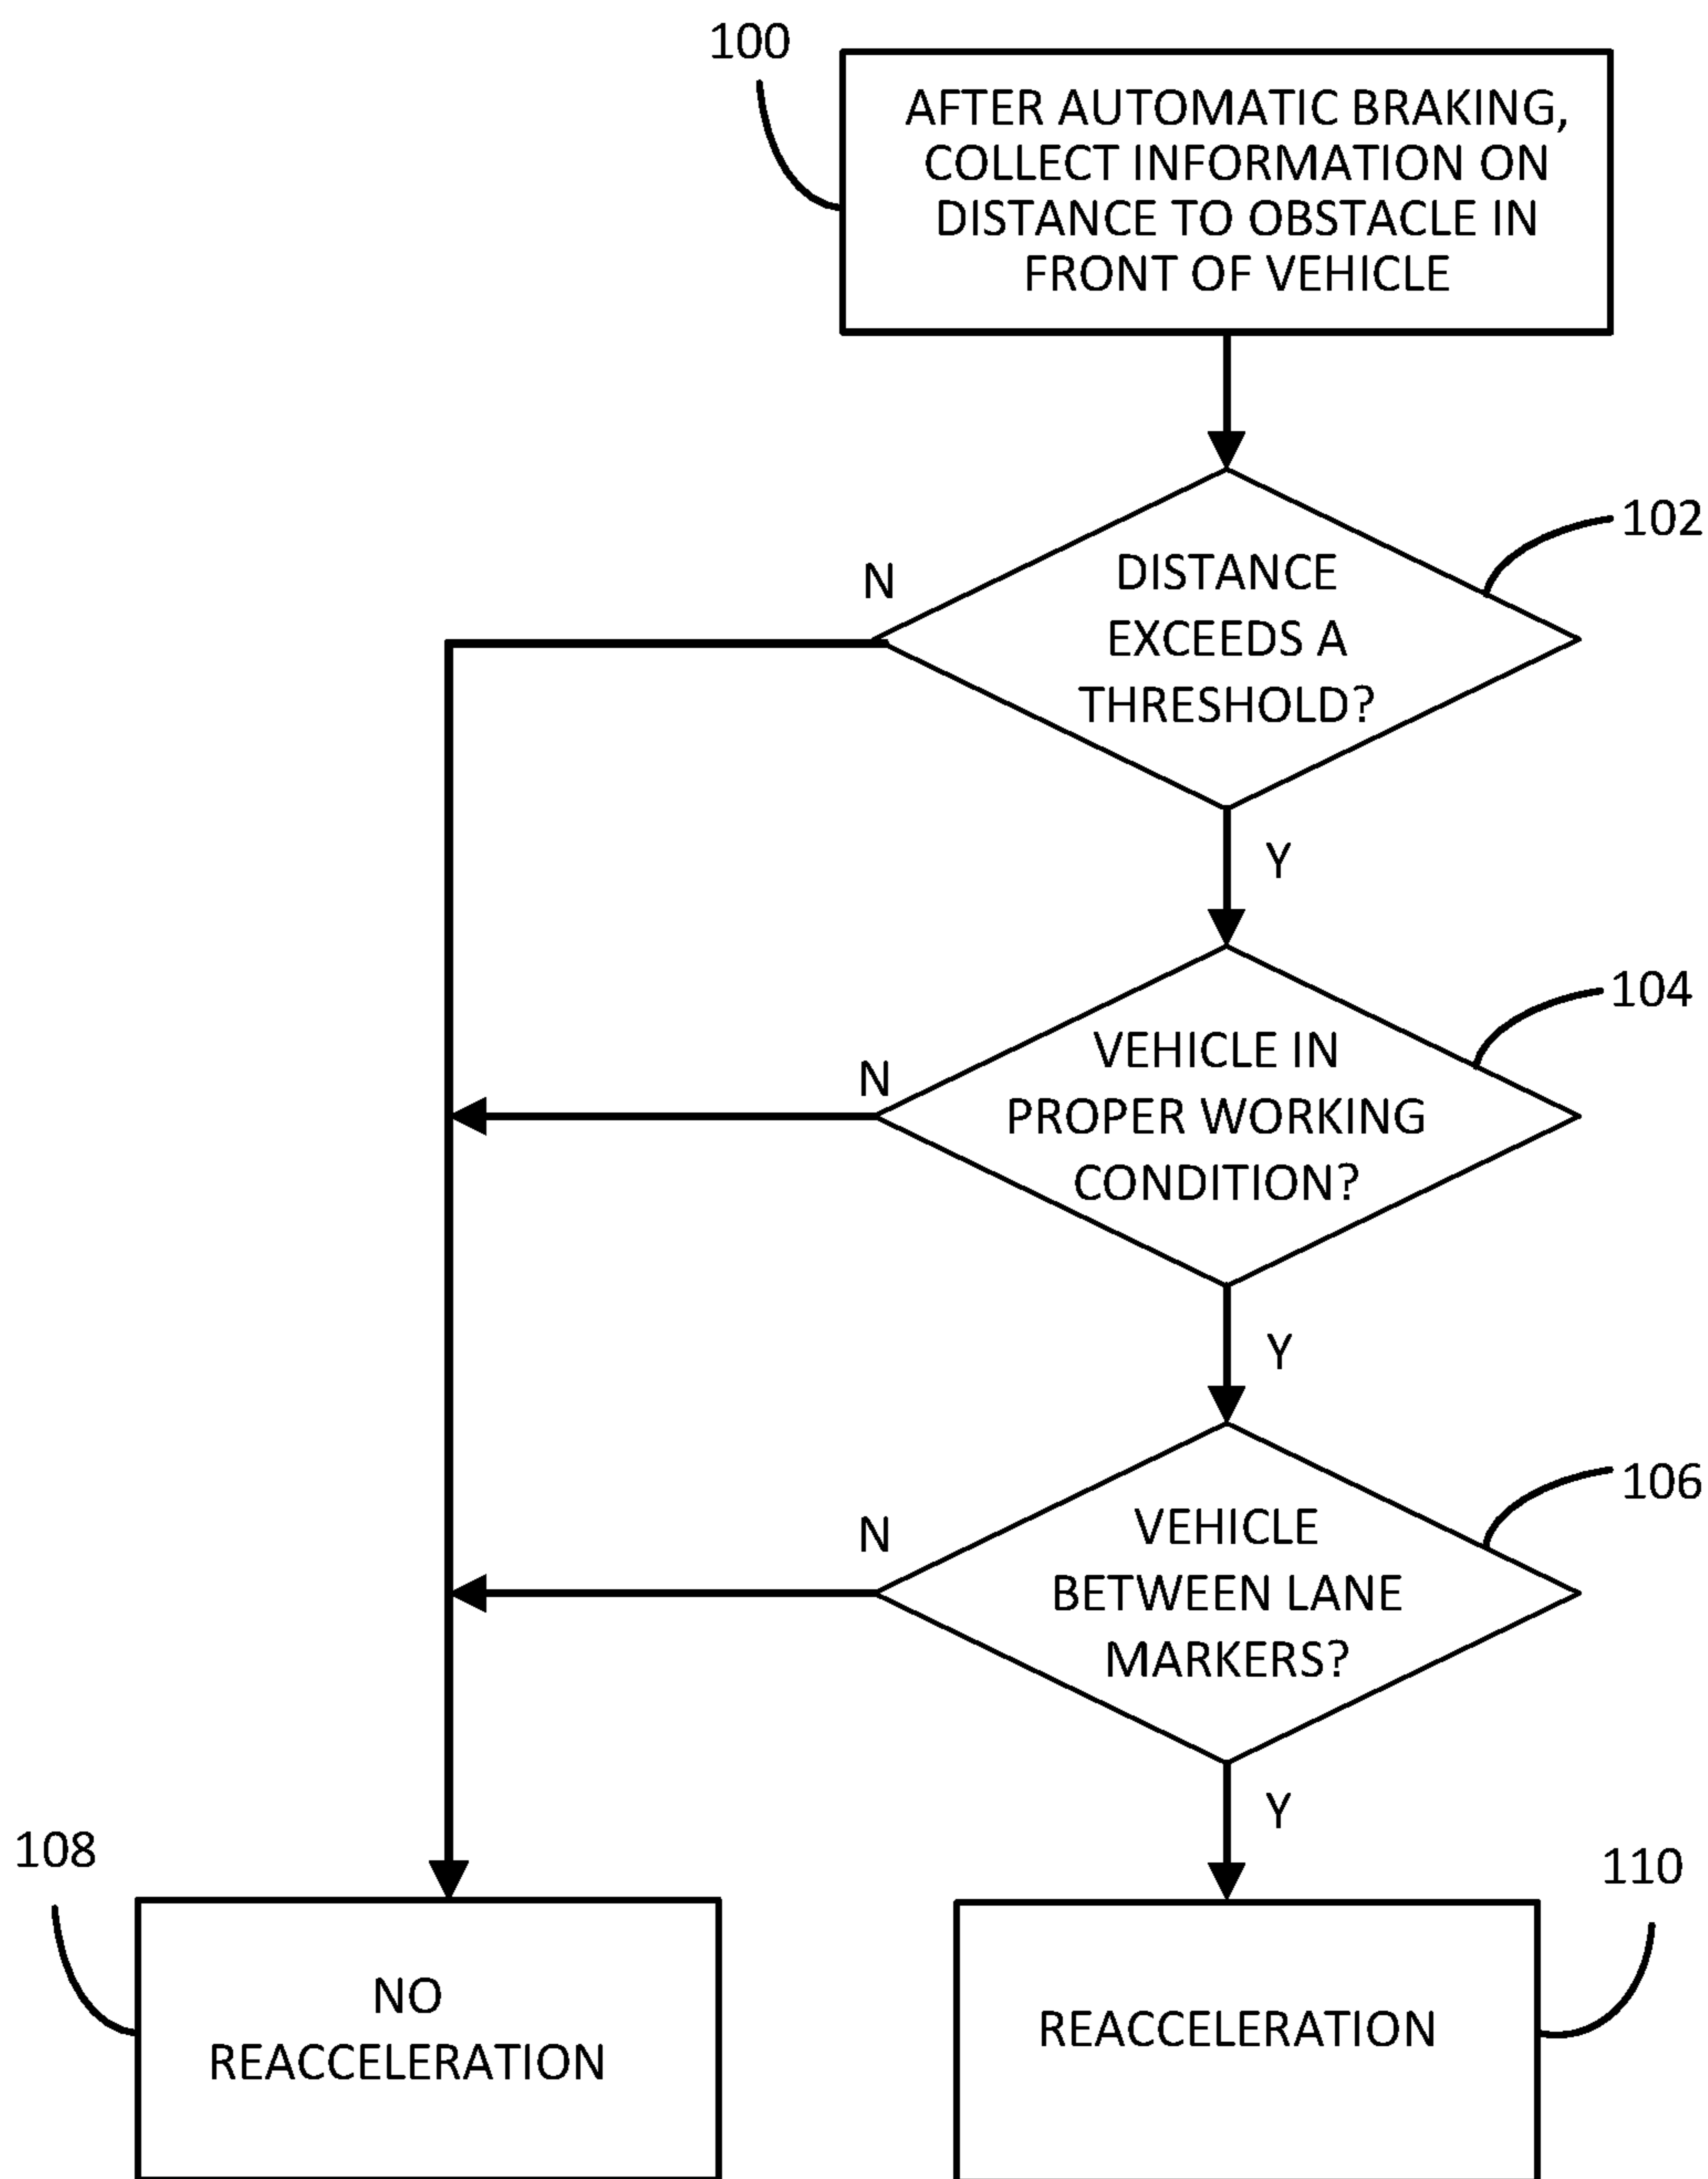 100
AFTER AUTOMATIC BRAKING,
COLLECT INFORMATION ON
DISTANCE TO OBSTACLE IN
FRONT OF VEHICLE
102
N
DISTANCE
EXCEEDS A
THRESHOLD?
Y
104
N
VEHICLE IN
PROPER WORKING
CONDITION?
Y
106
N
VEHICLE
BETWEEN LANE
MARKERS?
Y
108
NO
REACCELERATION
110
REACCELERATION